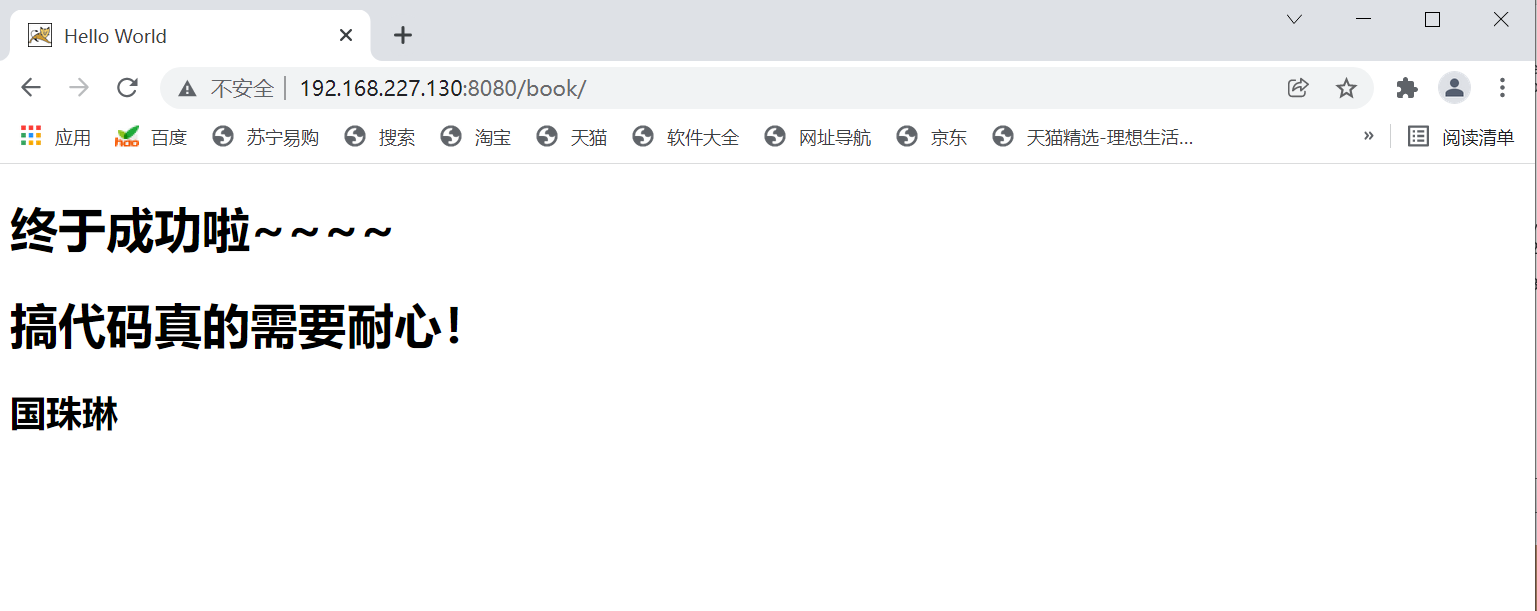 Hello World
不安全 192.168.227.130:8080/book/
应用 hao 百度 苏宁易购 搜索 淘宝 天猫 软件大全 网址导航 京东 天猫精选-理想生活... » 阅读清单
终于成功啦~~~~
搞代码真的需要耐心!
国珠琳